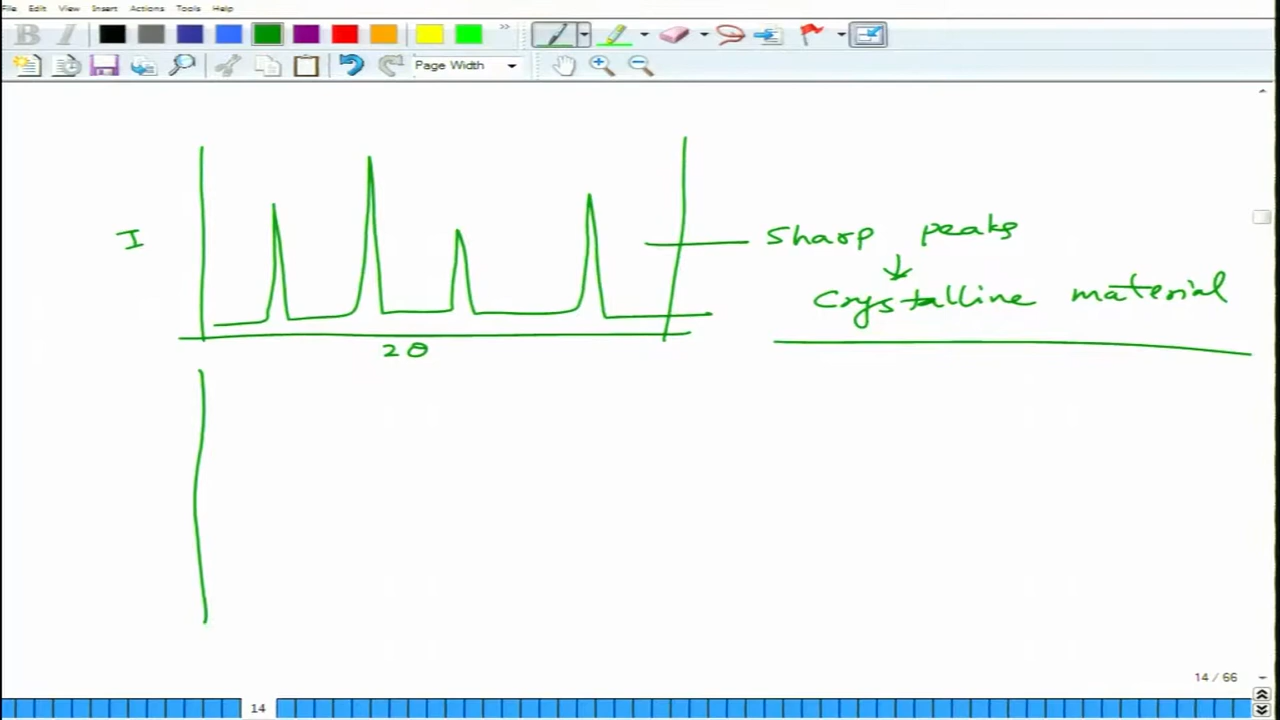 File Edit View Insert Actions Tools Help
B I
Page Width
I
Sharp peaks
↓
Crystalline material
2θ
14 / 66
14